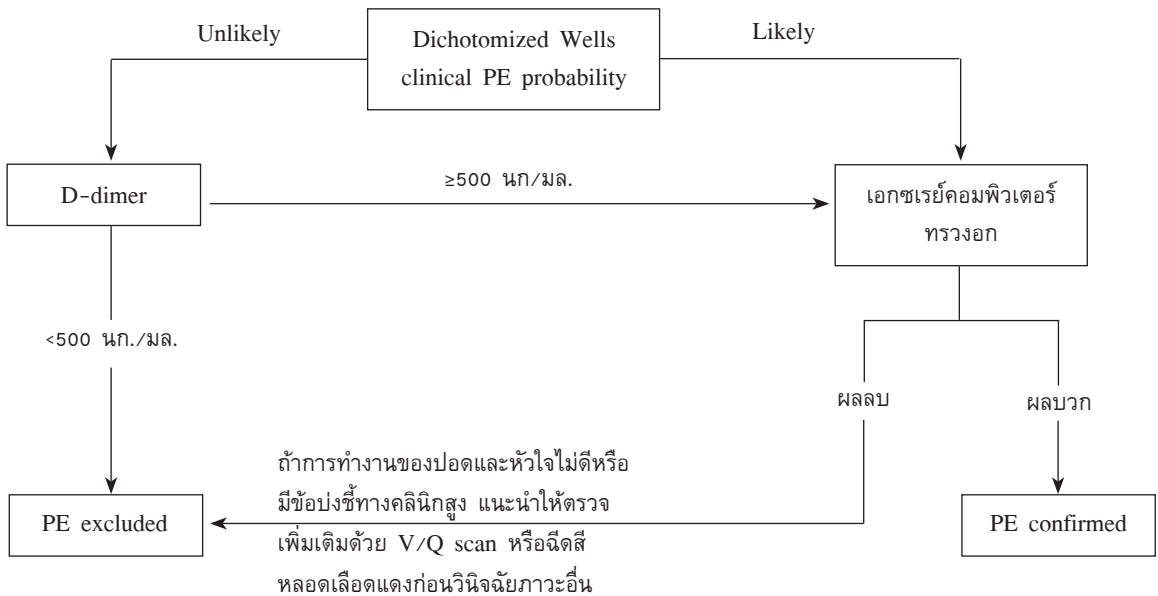 Unlikely
Dichotomized Wells
clinical PE probability
Likely
D-dimer
≥500 นก/มล.
เอกซเรย์คอมพิวเตอร์
ทรวงอก
<500 นก./มล.
ผลลบ
ผลบวก
ถ้าการทำงานของปอดและหัวใจไม่ดีหรือ
มีข้อบ่งชี้ทางคลินิกสูง แนะนำให้ตรวจ
เพิ่มเติมด้วย V/Q scan หรือฉีดสี
หลอดเลือดแดงก่อนวินิจฉัยภาวะอื่น
PE excluded
PE confirmed